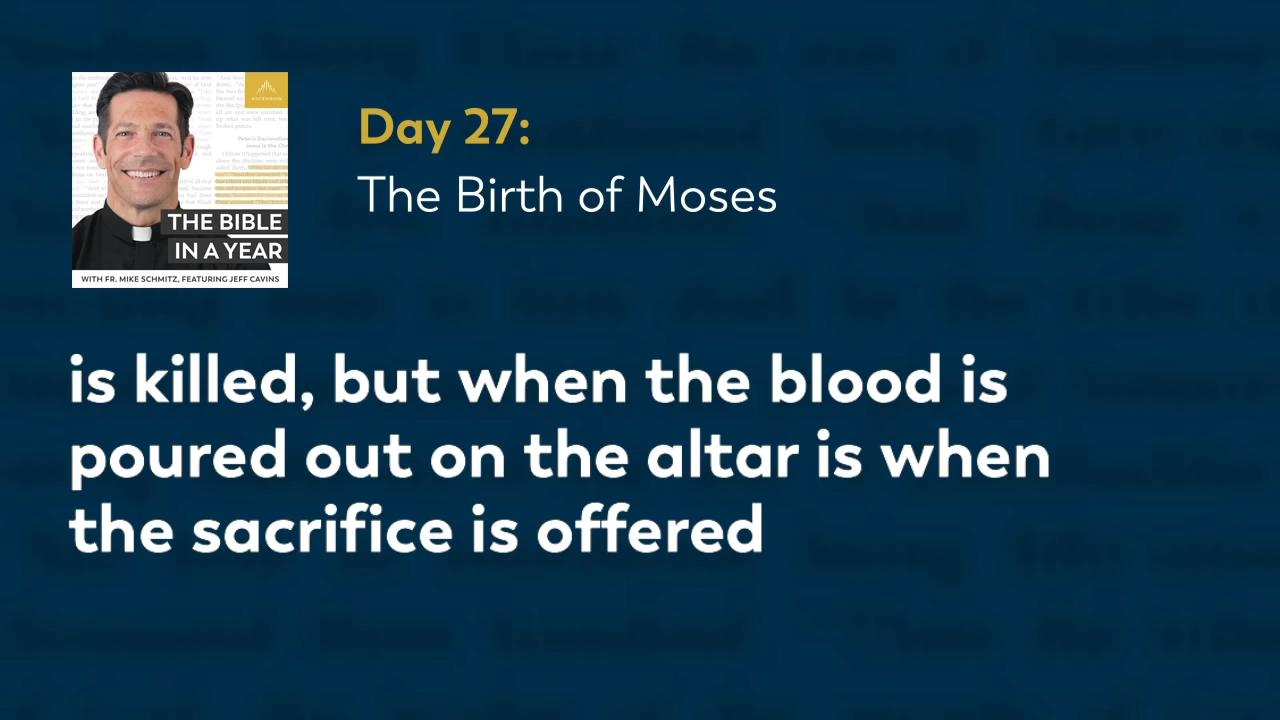 Day 27:
The Birth of Moses
ASCENSION
THE BIBLE
IN A YEAR
WITH FR. MIKE SCHMITZ, FEATURING JEFF CAVINS
is killed, but when the blood is
poured out on the altar is when
the sacrifice is offered